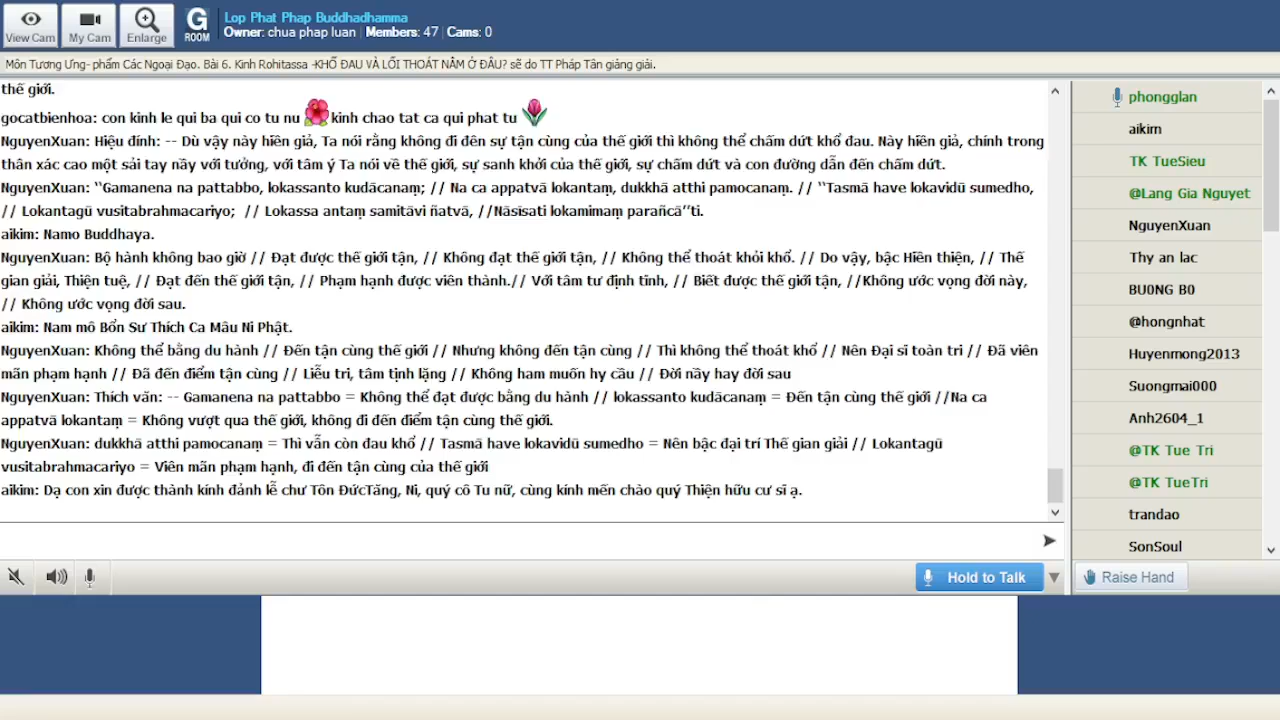 View Cam
My Cam
Enlarge
G
ROOM
Lop Phat Phap Buddhadhamma
Owner: chua phap luan | Members: 47 | Cams: 0
Môn Tương Ưng- phẩm Các Ngoại Đạo. Bài 6. Kinh Rohitassa -KHỔ ĐAU VÀ LỐI THOÁT NẰM Ở ĐÂU? sẽ do TT Pháp Tân giảng giải.
thế giới.
gocatbienhoa: con kinh le qui ba qui co tu nu kinh chao tat ca qui phat tu
NguyenXuan: Hiệu đính: -- Dù vậy này hiền giả, Ta nói rằng không đi đên sự tận cùng của thế giới thì không thể chấm dứt khổ đau. Này hiền giả, chính trong
thân xác cao một sải tay nầy với tưởng, với tâm ý Ta nói về thế giới, sự sanh khởi của thế giới, sự chấm dứt và con đường dẫn đến chấm dứt.
NguyenXuan: ‘‘Gamanena na pattabbo, lokassanto kudācanaṃ; // Na ca appatvā lokantaṃ, dukkhā atthi pamocanaṃ. // ‘‘Tasmā have lokavidū sumedho,
// Lokantagū vusitabrahmacariyo; // Lokassa antaṃ samitāvi ñatvā, //Nāsīsati lokamimaṃ parañcā’’ti.
aikim: Namo Buddhaya.
NguyenXuan: Bộ hành không bao giờ // Đạt được thế giới tận, // Không đạt thế giới tận, // Không thể thoát khỏi khổ. // Do vậy, bậc Hiền thiện, // Thế
gian giải, Thiện tuệ, // Đạt đến thế giới tận, // Phạm hạnh được viên thành.// Với tâm tư định tĩnh, // Biết được thế giới tận, //Không ước vọng đời này,
// Không ước vọng đời sau.
aikim: Nam mô Bổn Sư Thích Ca Mâu Ni Phật.
NguyenXuan: Không thể bằng du hành // Đến tận cùng thế giới // Nhưng không đến tận cùng // Thì không thể thoát khổ // Nên Đại sĩ toàn tri // Đã viên
mãn phạm hạnh // Đã đến điểm tận cùng // Liễu tri, tâm tịnh lặng // Không ham muốn hy cầu // Đời nầy hay đời sau
NguyenXuan: Thích văn: -- Gamanena na pattabbo = Không thể đạt được bằng du hành // lokassanto kudācanaṃ = Đến tận cùng thế giới //Na ca
appatvā lokantaṃ = Không vượt qua thế giới, không đi đến điểm tận cùng thế giới.
NguyenXuan: dukkhā atthi pamocanaṃ = Thì vẫn còn đau khổ // Tasmā have lokavidū sumedho = Nên bậc đại trí Thế gian giải // Lokantagū
vusitabrahmacariyo = Viên mãn phạm hạnh, đi đến tận cùng của thế giới
aikim: Dạ con xin được thành kính đảnh lễ chư Tôn ĐứcTăng, Ni, quý cô Tu nữ, cùng kính mến chào quý Thiện hữu cư sĩ ạ.
Hold to Talk
phongglan
aikim
TK TueSieu
@Lang Gia Nguyet
NguyenXuan
Thy an lac
BU0NG B0
@hongnhat
Huyenmong2013
Suongmai000
Anh2604_1
@TK Tue Tri
@TK TueTri
trandao
SonSoul
Raise Hand